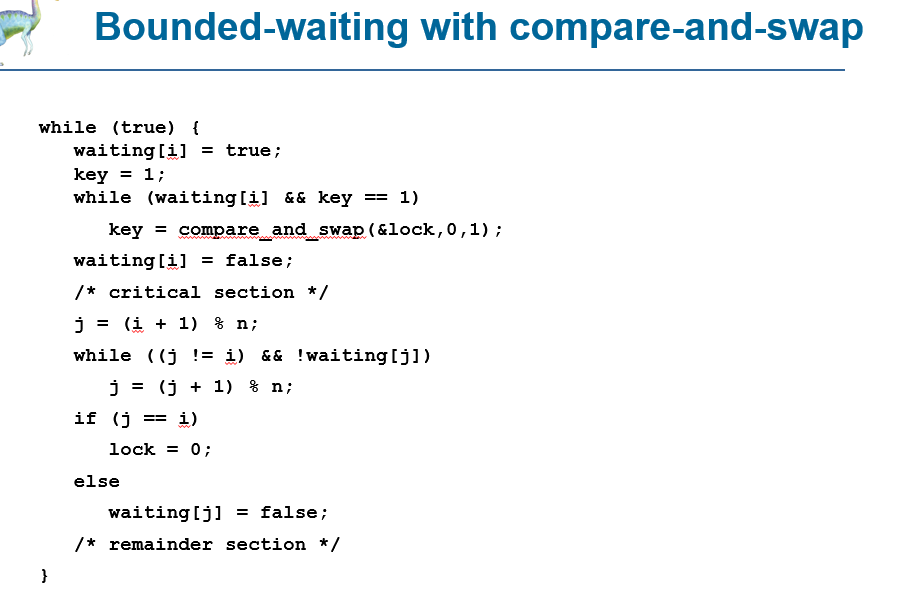 Bounded-waiting with compare-and-swap
while (true) {
waiting[i] = true;
key = 1;
while (waiting[i] && key == 1)
key = compare_and_swap(&lock,0,1);
waiting[i] = false;
/* critical section */
j = (i + 1) % n;
while ((j != i) && !waiting[j])
j = (j + 1) % n;
if (j == i)
lock = 0;
else
waiting[j] = false;
/* remainder section */
}